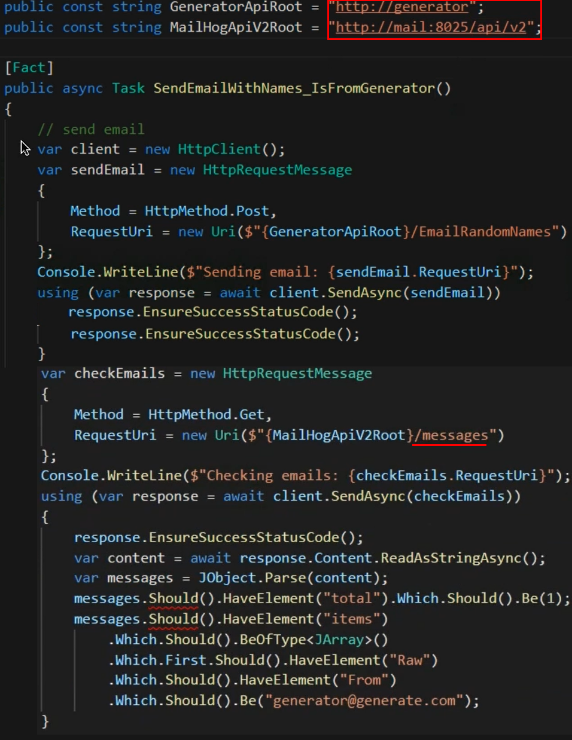 public const string GeneratorApiRoot = "http://generator";
public const string MailHogApiV2Root = "http://mail:8025/api/v2";
[Fact]
public async Task SendEmailWithNames_IsFromGenerator()
{
// send email
var client = new HttpClient();
var sendEmail = new HttpRequestMessage
{
Method = HttpMethod.Post,
RequestUri = new Uri($"{GeneratorApiRoot}/EmailRandomNames")
};
Console.WriteLine($"Sending email: {sendEmail.RequestUri}");
using (var response = await client.SendAsync(sendEmail))
response.EnsureSuccessStatusCode();
response.EnsureSuccessStatusCode();
}
var checkEmails = new HttpRequestMessage
{
Method = HttpMethod.Get,
RequestUri = new Uri($"{MailHogApiV2Root}/messages")
};
Console.WriteLine($"Checking emails: {checkEmails.RequestUri}");
using (var response = await client.SendAsync(checkEmails))
{
response.EnsureSuccessStatusCode();
var content = await response.Content.ReadAsStringAsync();
var messages = JObject.Parse(content);
messages.Should().HaveElement("total").Which.Should().Be(1);
messages.Should().HaveElement("items")
.Which.Should().BeOfType<JArray>()
.Which.First.Should().HaveElement("Raw")
.Which.Should().HaveElement("From")
.Which.Should().Be("generator@generate.com");
}